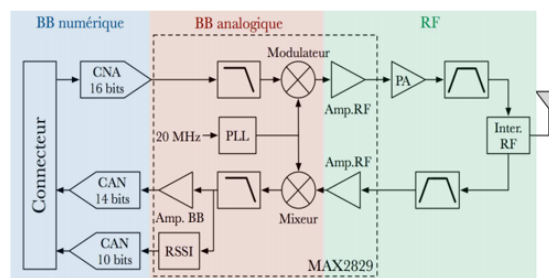 BB numérique
BB analogique
RF
Modulateur
CNA
16 bits
PA
Amp.RF
20 MHz
PLL
Inter.
RF
Connecteur
Amp.RF
CAN
14 bits
Amp. BB
Mixeur
CAN
10 bits
RSSI
MAX2829